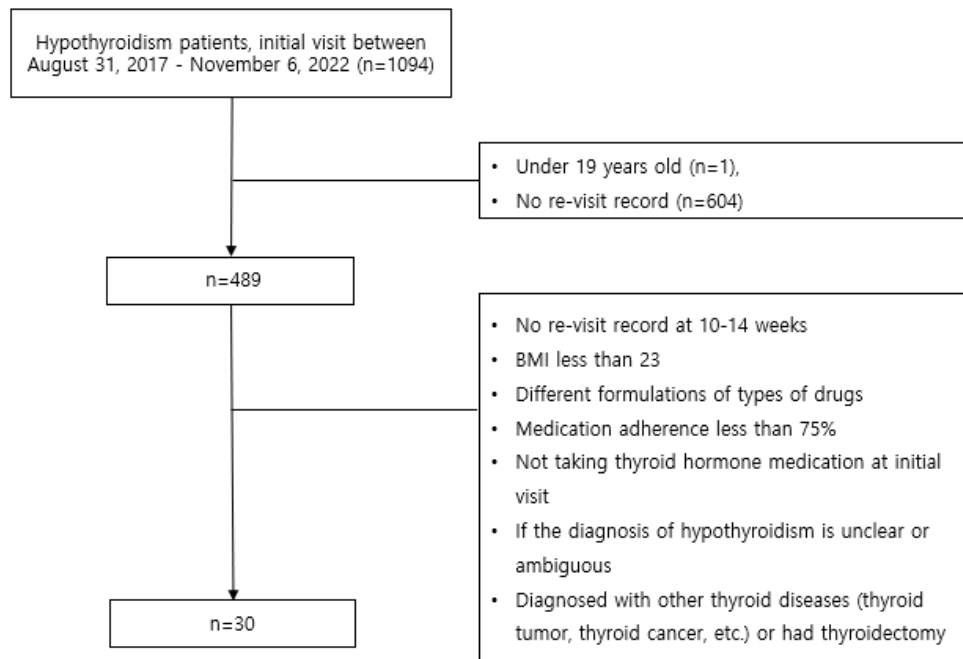 Hypothyroidism patients, initial visit between
August 31, 2017 - November 6, 2022 (n=1094)
• Under 19 years old (n=1),
• No re-visit record (n=604)
n=489
• No re-visit record at 10-14 weeks
• BMI less than 23
• Different formulations of types of drugs
• Medication adherence less than 75%
• Not taking thyroid hormone medication at initial
visit
• If the diagnosis of hypothyroidism is unclear or
ambiguous
• Diagnosed with other thyroid diseases (thyroid
tumor, thyroid cancer, etc.) or had thyroidectomy
n=30